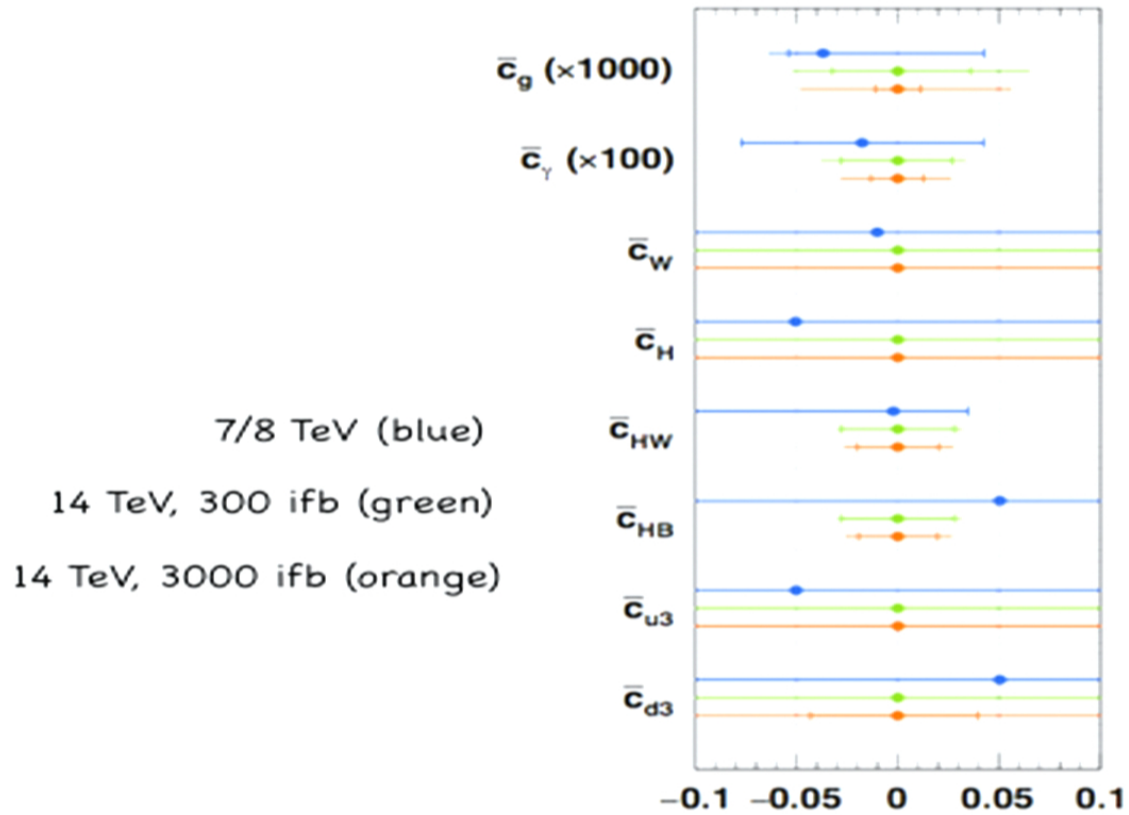 c̄g (×1000)
c̄γ (×100)
c̄W
c̄H
c̄HW
c̄HB
c̄u3
c̄d3
7/8 TeV (blue)
14 TeV, 300 ifb (green)
14 TeV, 3000 ifb (orange)
−0.1 −0.05 0 0.05 0.1